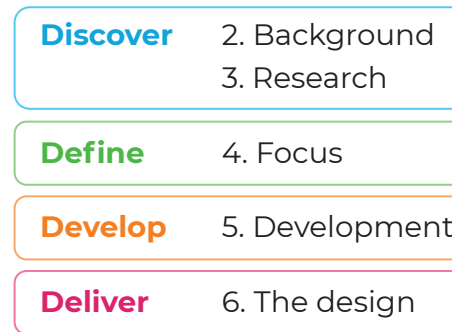 Discover 2. Background
3. Research
Define 4. Focus
Develop 5. Development
Deliver 6. The design